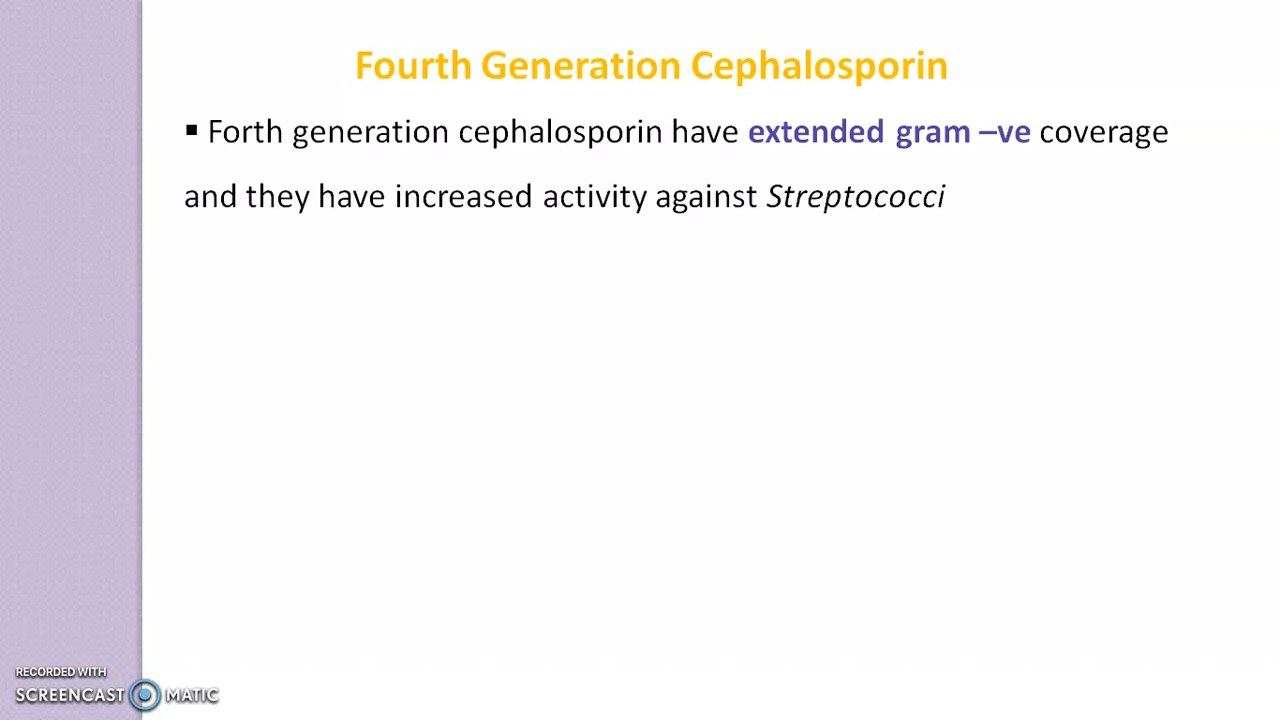 Fourth Generation Cephalosporin
▪ Forth generation cephalosporin have extended gram –ve coverage
and they have increased activity against Streptococci
RECORDED WITH
SCREENCAST MATIC